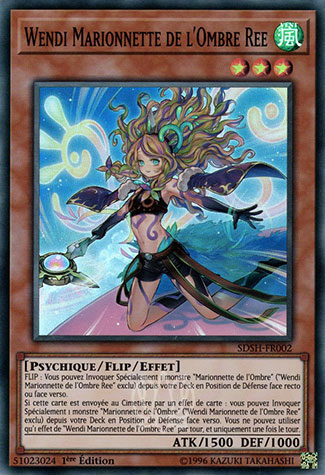 Wendi Marionnette de l'Ombre Ree
風
SDSH-FR002
[Psychique/Flip/Effet]
FLIP : Vous pouvez Invoquer Spécialement 1 monstre "Marionnette de l'Ombre" ("Wendi
Marionnette de l'Ombre Ree" exclu) depuis votre Deck en Position de Défense face recto
ou face verso.
Si cette carte est envoyée au Cimetière par un effet de carte : vous pouvez Invoquer
Spécialement 1 monstre "Marionnette de l'Ombre" ("Wendi Marionnette de l'Ombre Ree"
exclu) depuis votre Deck en Position de Défense face verso. Vous ne pouvez utiliser
qu'1 effet de "Wendi Marionnette de l'Ombre Ree" par tour, et uniquement une fois le tour.
ATK/1500 DEF/1000
S1023024 1ère Édition ©1996 KAZUKI TAKAHASHI